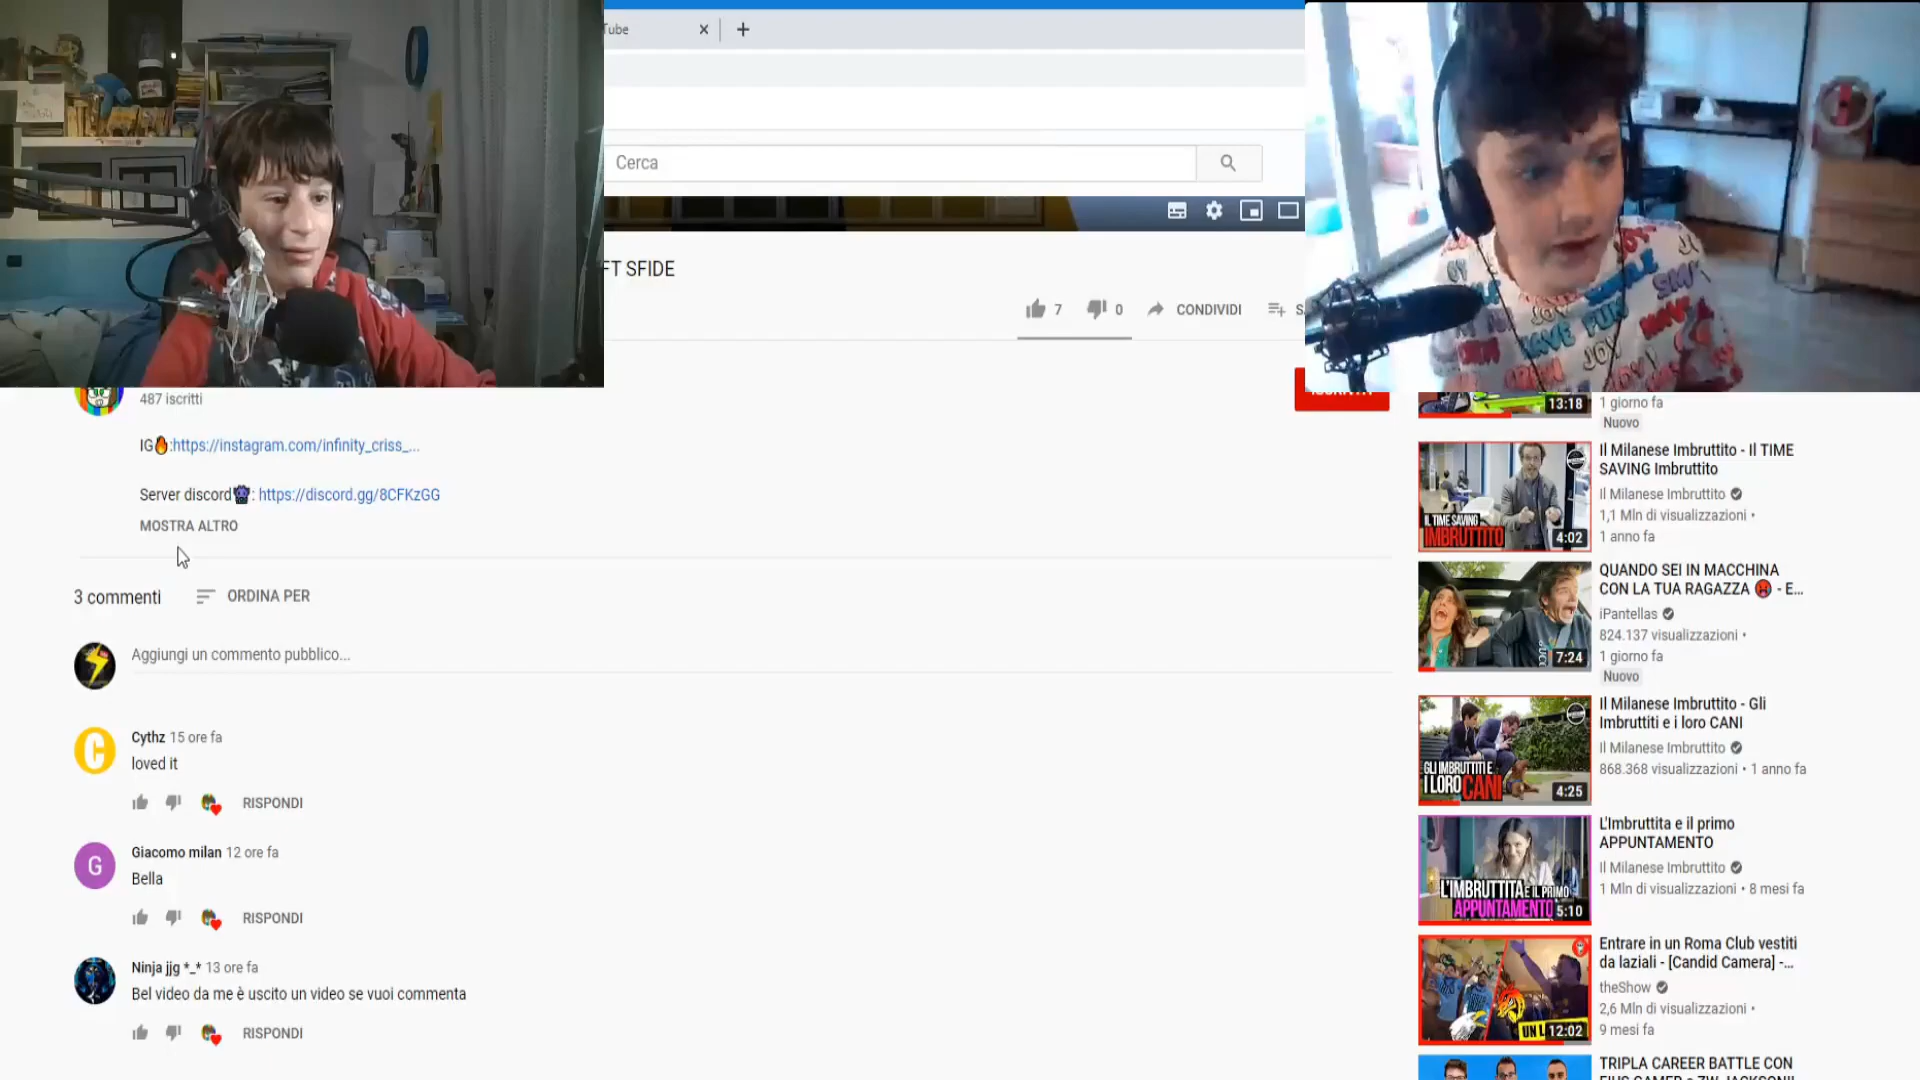 Tube
Cerca
FT SFIDE
7
0
CONDIVIDI
487 iscritti
IG🔥:https://instagram.com/infinity_criss_...
Server discord👾: https://discord.gg/8CFKzGG
MOSTRA ALTRO
3 commenti
ORDINA PER
Aggiungi un commento pubblico...
Cythz 15 ore fa
loved it
RISPONDI
Giacomo milan 12 ore fa
Bella
RISPONDI
Ninja jjg *_* 13 ore fa
Bel video da me è uscito un video se vuoi commenta
RISPONDI
HAVE FUN
JOY
13:18
1 giorno fa
Nuovo
IL TIME SAVING
IMBRUTTITO
4:02
Il Milanese Imbruttito - Il TIME
SAVING Imbruttito
Il Milanese Imbruttito
1,1 Mln di visualizzazioni •
1 anno fa
7:24
QUANDO SEI IN MACCHINA
CON LA TUA RAGAZZA 😡 - E...
iPantellas
824.137 visualizzazioni •
1 giorno fa
Nuovo
GLI IMBRUTTITI E
I LORO CANI
4:25
Il Milanese Imbruttito - Gli
Imbruttiti e i loro CANI
Il Milanese Imbruttito
868.368 visualizzazioni • 1 anno fa
L'IMBRUTTITA E IL PRIMO
APPUNTAMENTO
5:10
L'Imbruttita e il primo
APPUNTAMENTO
Il Milanese Imbruttito
1 Mln di visualizzazioni • 8 mesi fa
UN L
12:02
Entrare in un Roma Club vestiti
da laziali - [Candid Camera] -...
theShow
2,6 Mln di visualizzazioni •
9 mesi fa
TRIPLA CAREER BATTLE CON